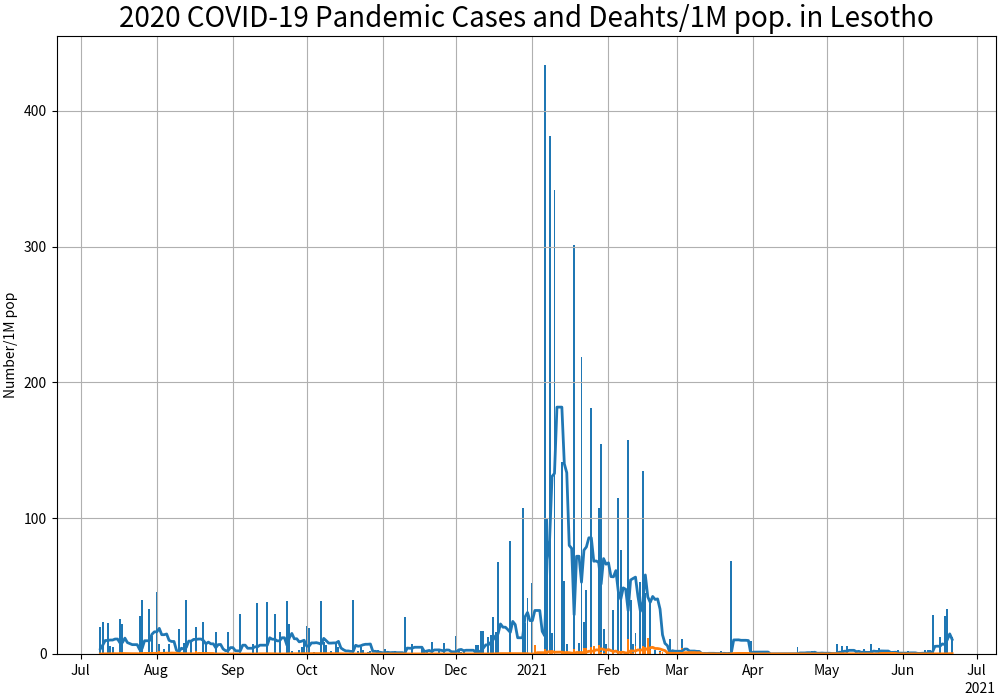 2020 COVID-19 Pandemic Cases and Deahts/1M pop. in Lesotho
Number/1M pop
400
300
200
100
0
Jul Aug Sep Oct Nov Dec 2021 Feb Mar Apr May Jun Jul
2021